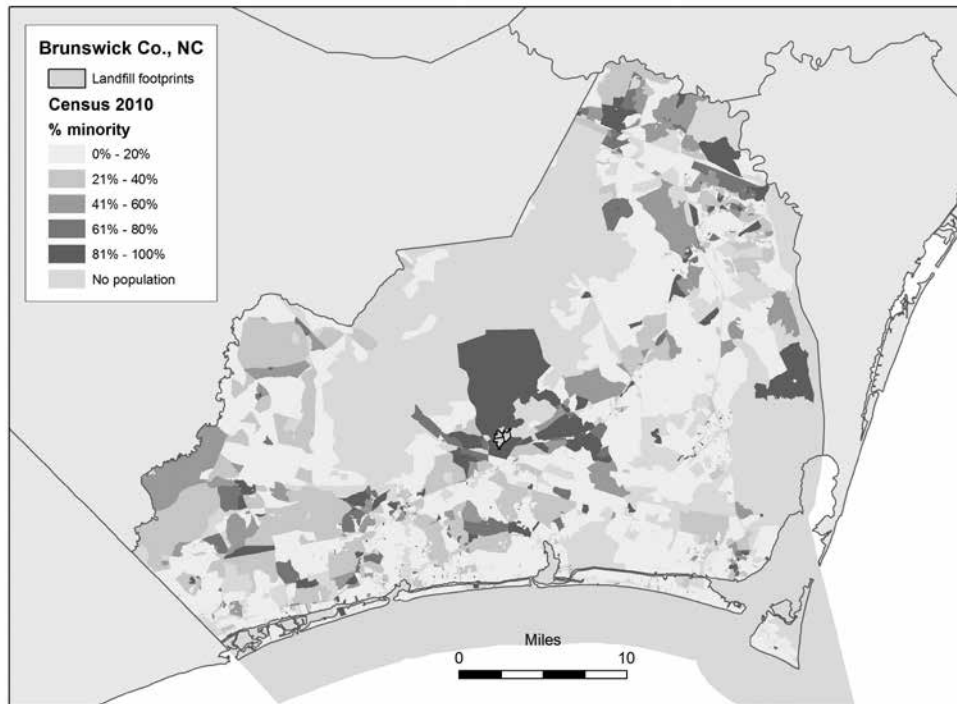 Brunswick Co., NC
Landfill footprints
Census 2010
% minority
0% - 20%
21% - 40%
41% - 60%
61% - 80%
81% - 100%
No population
Miles
0 10